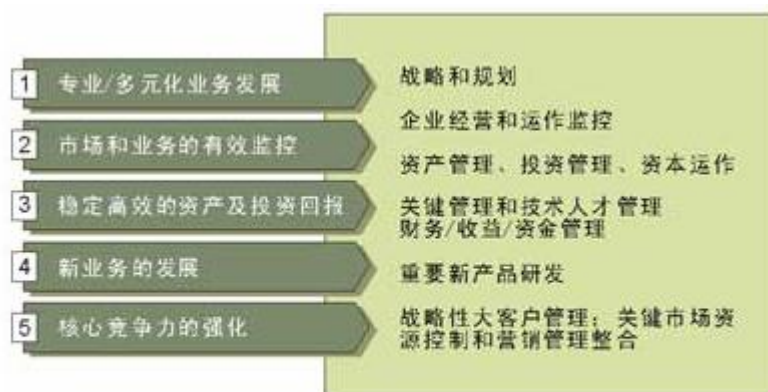 1 专业/多元化业务发展
2 市场和业务的有效监控
3 稳定高效的资产及投资回报
4 新业务的发展
5 核心竞争力的强化
战略和规划
企业经营和运作监控
资产管理、投资管理、资本运作
关键管理和技术人才管理
财务/收益/资金管理
重要新产品研发
战略性大客户管理；关键市场资
源控制和营销管理整合